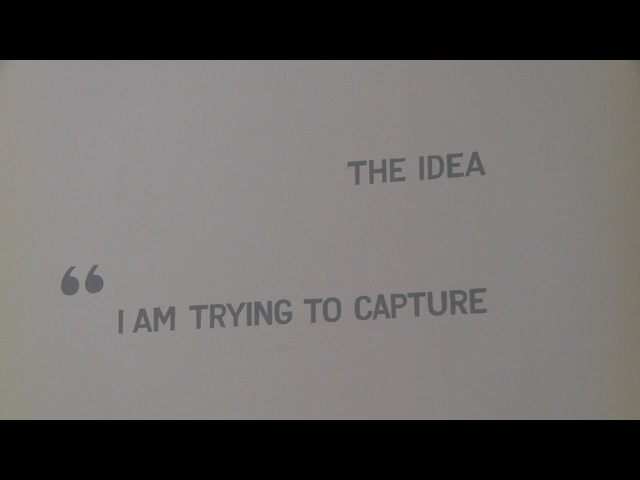 THE IDEA
“ I AM TRYING TO CAPTURE